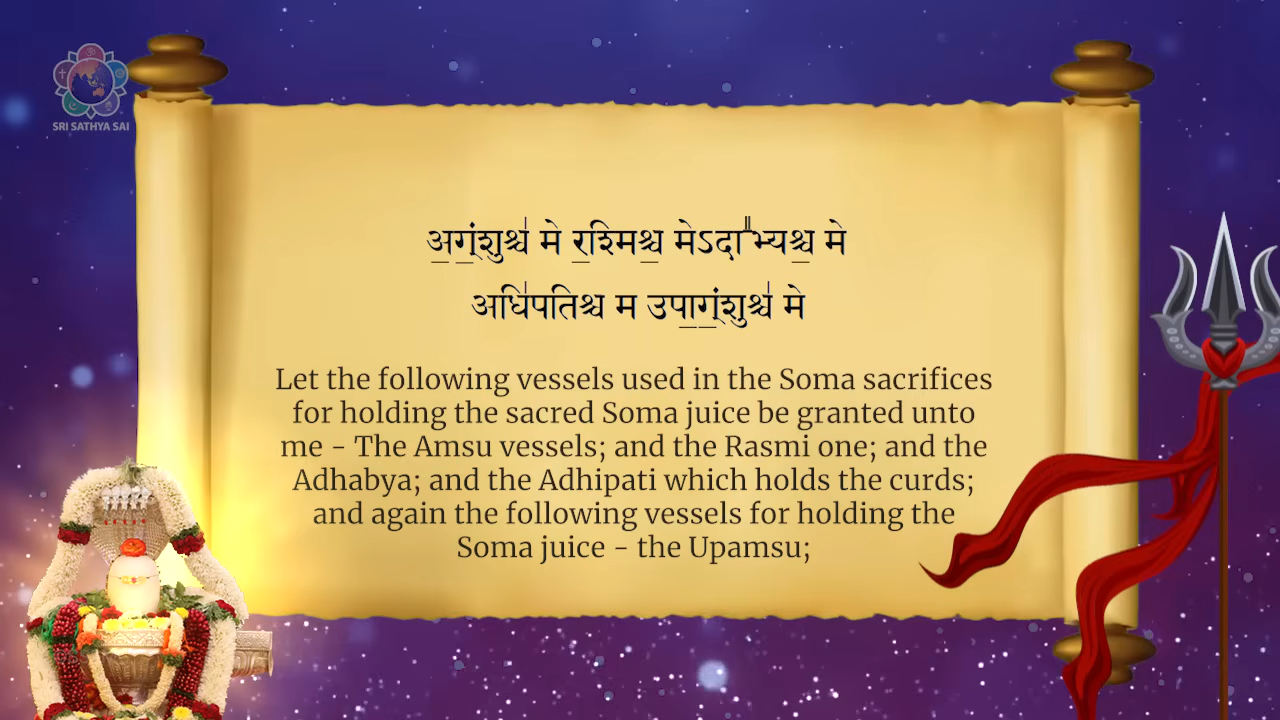 SRI SATHYA SAI
अ॒ग्ं॒शुश्च॑ मे र॒श्मिश्च॒ मेऽदा᳚भ्यश्च॒ मे
अधि॑पतिश्च म उपा॒ग्ं॒शुश्च॑ मे
Let the following vessels used in the Soma sacrifices
for holding the sacred Soma juice be granted unto
me - The Amsu vessels; and the Rasmi one; and the
Adhabya; and the Adhipati which holds the curds;
and again the following vessels for holding the
Soma juice - the Upamsu;